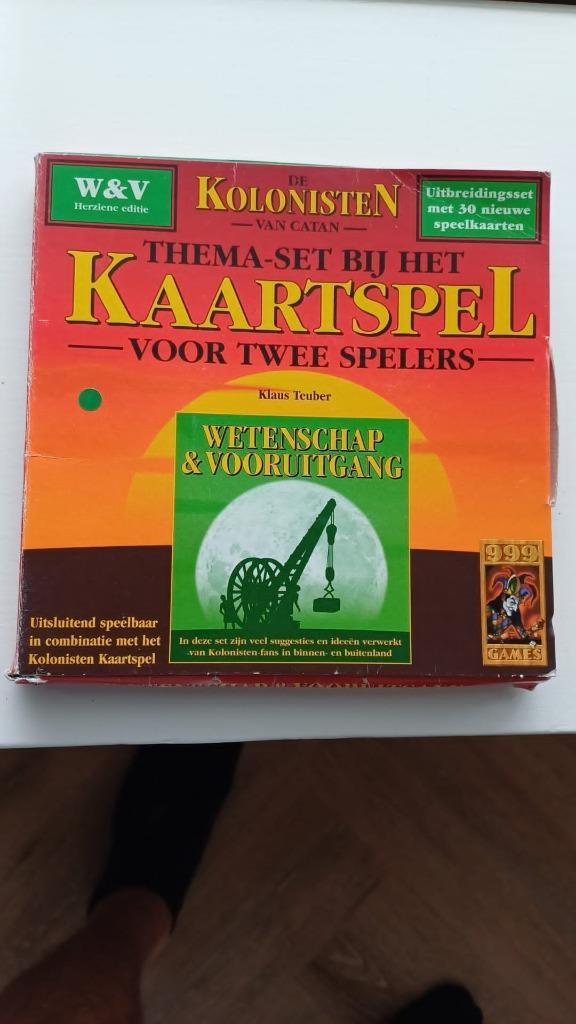 W&V
Herziene editie
DE
KOLONISTEN
VAN CATAN
Uitbreidingsset
met 30 nieuwe
speelkaarten
THEMA-SET BIJ HET
KAARTSPEL
VOOR TWEE SPELERS
Klaus Teuber
WETENSCHAP
& VOORUITGANG
In deze set zijn veel suggesties en ideeën verwerkt
van Kolonisten-fans in binnen- en buitenland
Uitsluitend speelbaar
in combinatie met het
Kolonisten Kaartspel
999
GAMES